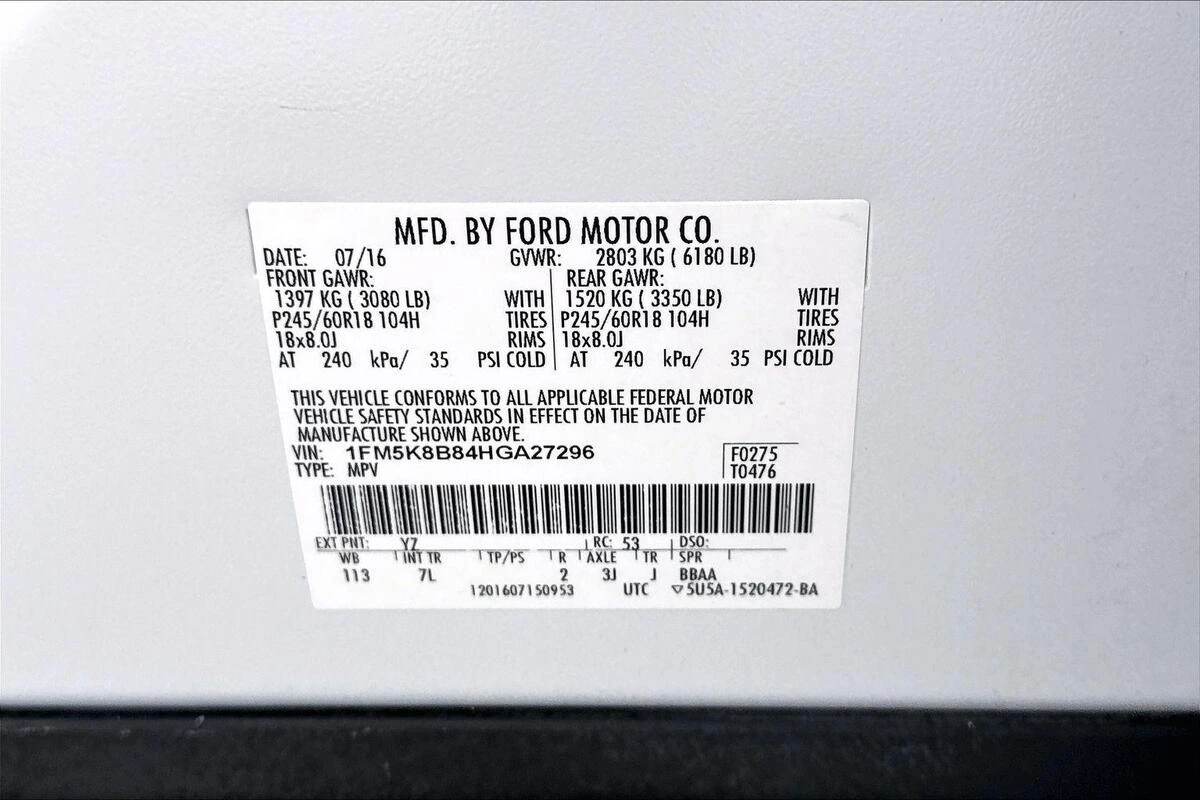 MFD. BY FORD MOTOR CO.
DATE: 07/16 GVWR: 2803 KG ( 6180 LB)
FRONT GAWR: REAR GAWR:
1397 KG ( 3080 LB) WITH 1520 KG ( 3350 LB) WITH
P245/60R18 104H TIRES P245/60R18 104H TIRES
18x8.0J RIMS 18x8.0J RIMS
AT 240 kPa/ 35 PSI COLD AT 240 kPa/ 35 PSI COLD
THIS VEHICLE CONFORMS TO ALL APPLICABLE FEDERAL MOTOR
VEHICLE SAFETY STANDARDS IN EFFECT ON THE DATE OF
MANUFACTURE SHOWN ABOVE.
VIN: 1FM5K8B84HGA27296 F0275
TYPE: MPV T0476
EXT PNT: YZ RC: 53 DSO:
WB INT TR TP/PS R AXLE TR SPR
113 7L 2 3J J BBAA
1201607150953 UTC ▽5U5A-1520472-BA